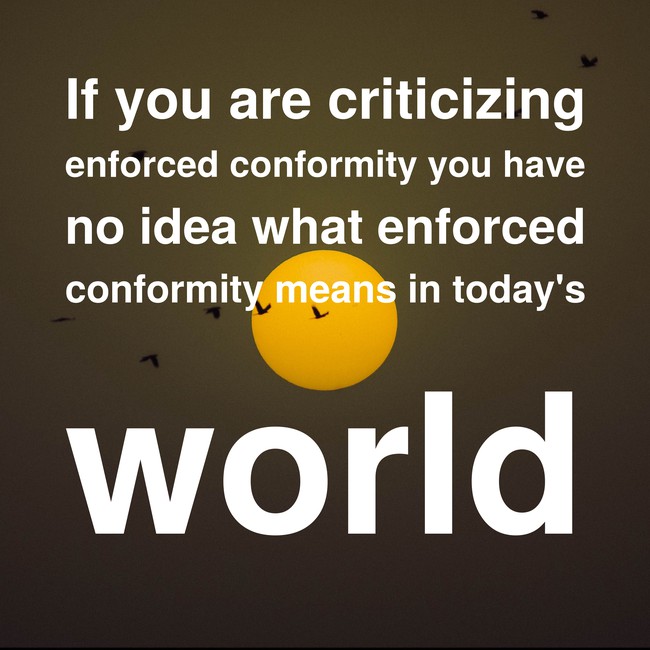 If you are criticizing
enforced conformity you have
no idea what enforced
conformity means in today's
world